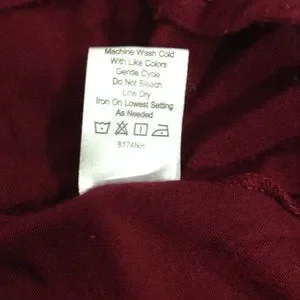 Machine Wash Cold
With Like Colors
Gentle Cycle
Do Not Bleach
Line Dry
Iron On Lowest Setting
As Needed
8174NH